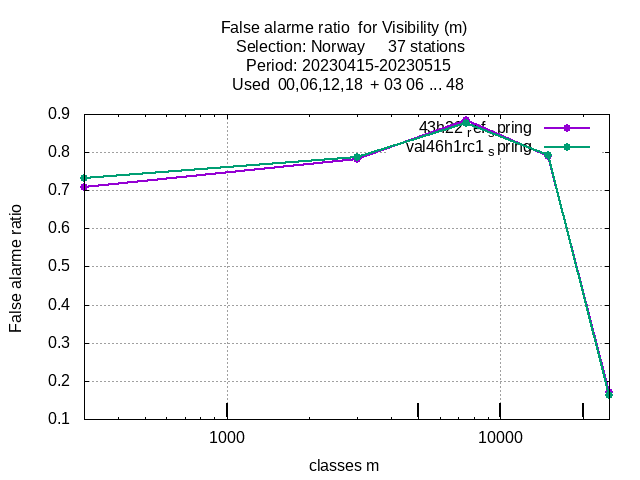 False alarme ratio for Visibility (m)
Selection: Norway 37 stations
Period: 20230415-20230515
Used 00,06,12,18 + 03 06 ... 48
43h22_ref_spring
val46h1rc1_spring
0.9
0.8
0.7
0.6
0.5
0.4
0.3
0.2
0.1
False alarme ratio
1000 10000
classes m